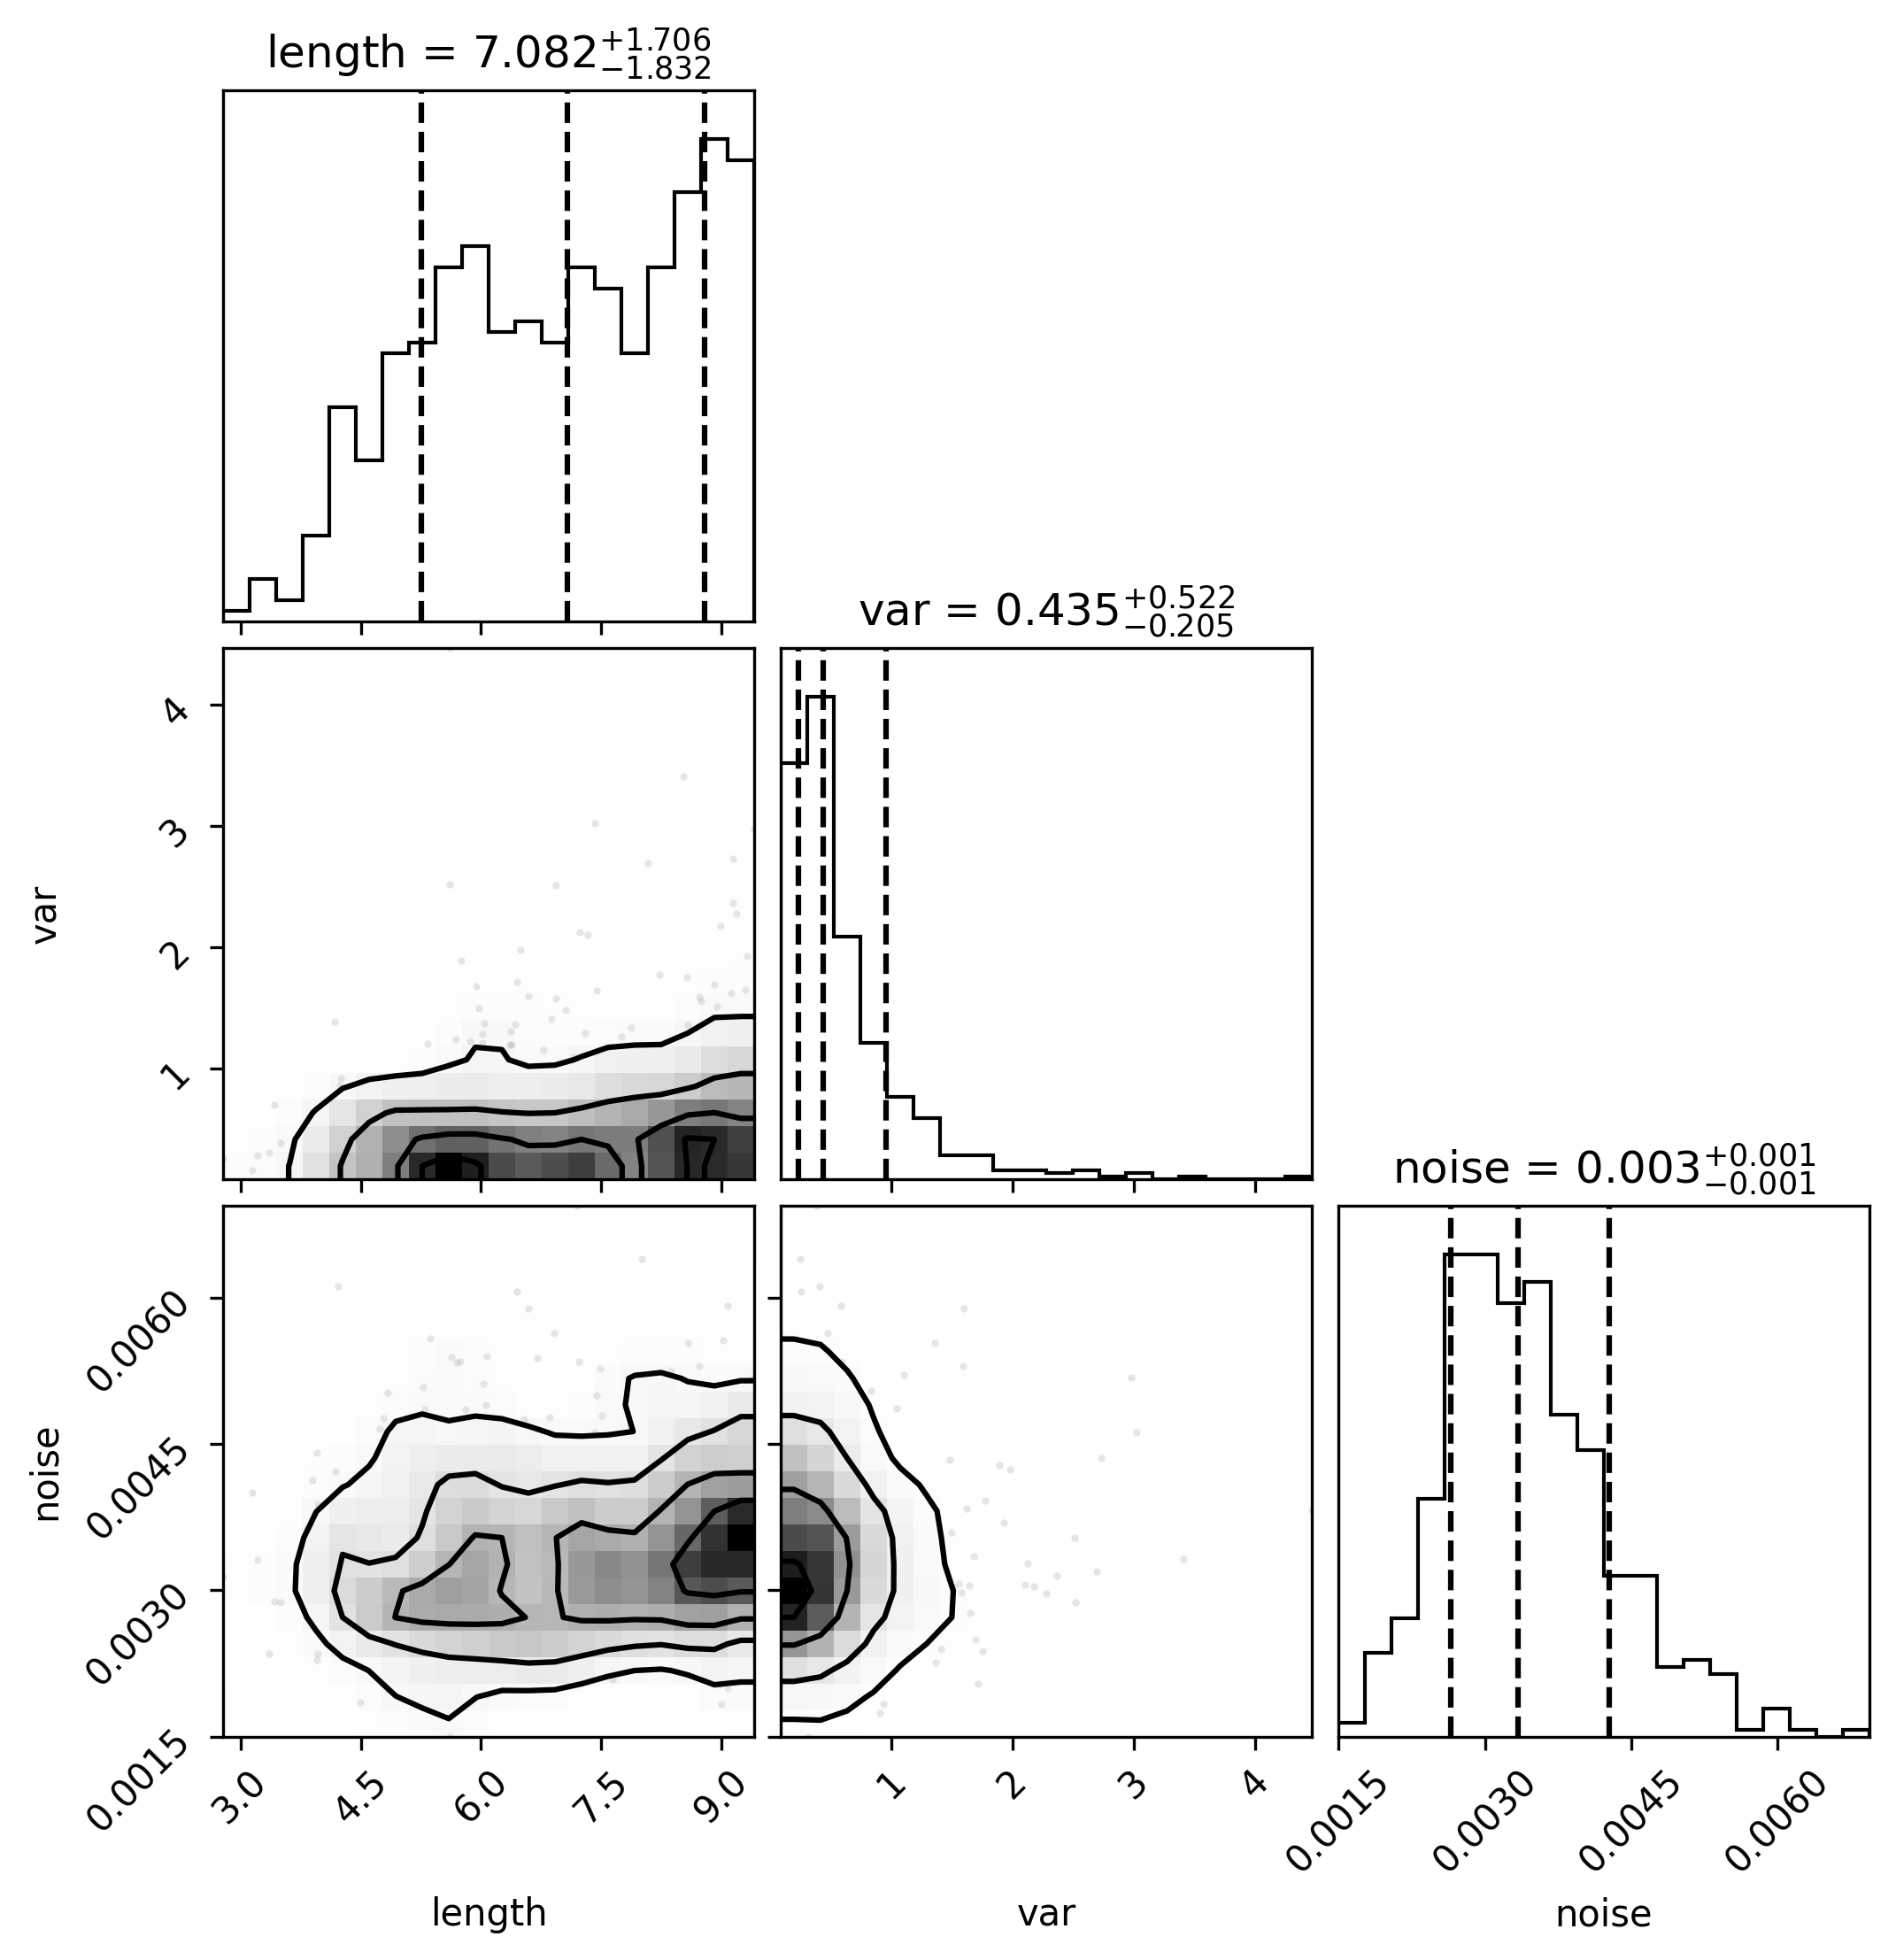 length = 7.082 +1.706 −1.832
var = 0.435 +0.522 −0.205
4
3
2
1
var
noise = 0.003 +0.001 −0.001
0.0060
0.0045
0.0030
0.0015
noise
3.0 4.5 6.0 7.5 9.0 1 2 3 4 0.0015 0.0030 0.0045 0.0060
length var noise